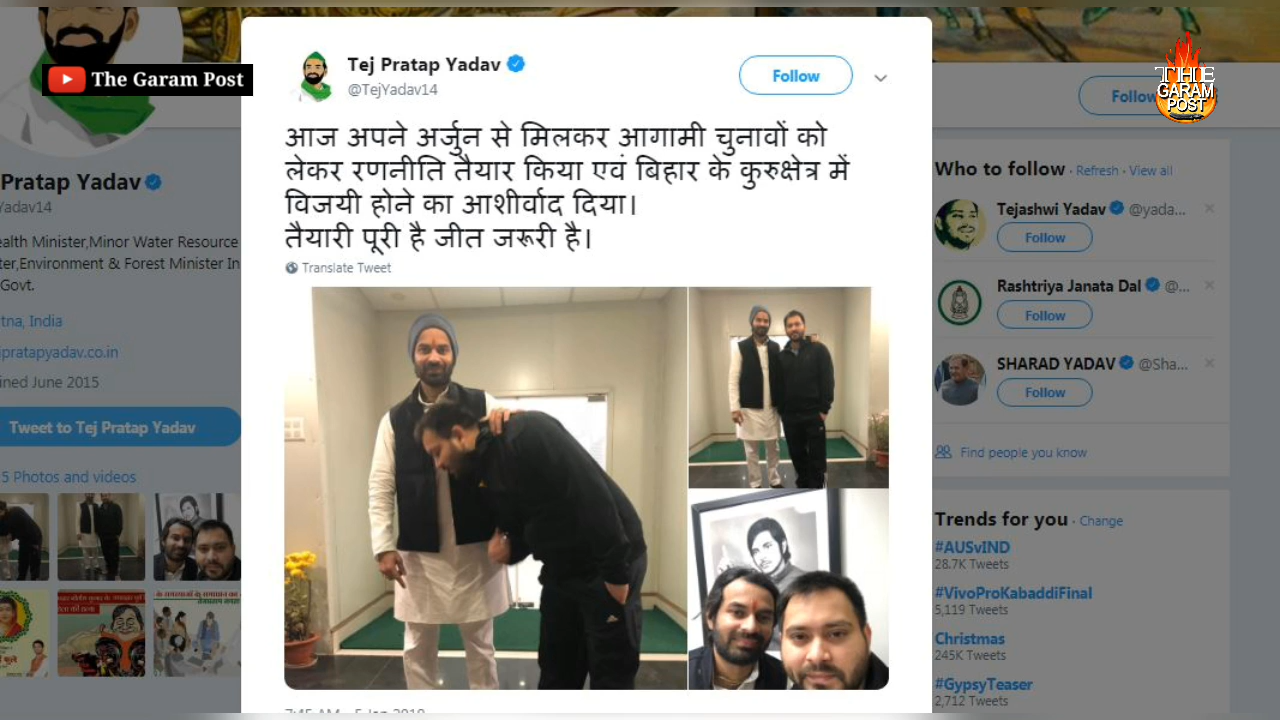 The Garam Post
THE
GARAM
POST
Tej Pratap Yadav
@TejYadav14
Follow
आज अपने अर्जुन से मिलकर आगामी चुनावों को
लेकर रणनीति तैयार किया एवं बिहार के कुरुक्षेत्र में
विजयी होने का आशीर्वाद दिया।
तैयारी पूरी है जीत जरूरी है।
Translate Tweet
Pratap Yadav
ealth Minister,Minor Water Resource
ter,Environment & Forest Minister In
Govt.
tna, India
jpratapyadav.co.in
ined June 2015
Tweet to Tej Pratap Yadav
5 Photos and videos
Follow
Who to follow · Refresh · View all
Tejashwi Yadav @yada...
Follow
Rashtriya Janata Dal @...
Follow
SHARAD YADAV @Sha...
Follow
Find people you know
Trends for you · Change
#AUSvIND
28.7K Tweets
#VivoProKabaddiFinal
5,119 Tweets
Christmas
245K Tweets
#GypsyTeaser
2,712 Tweets